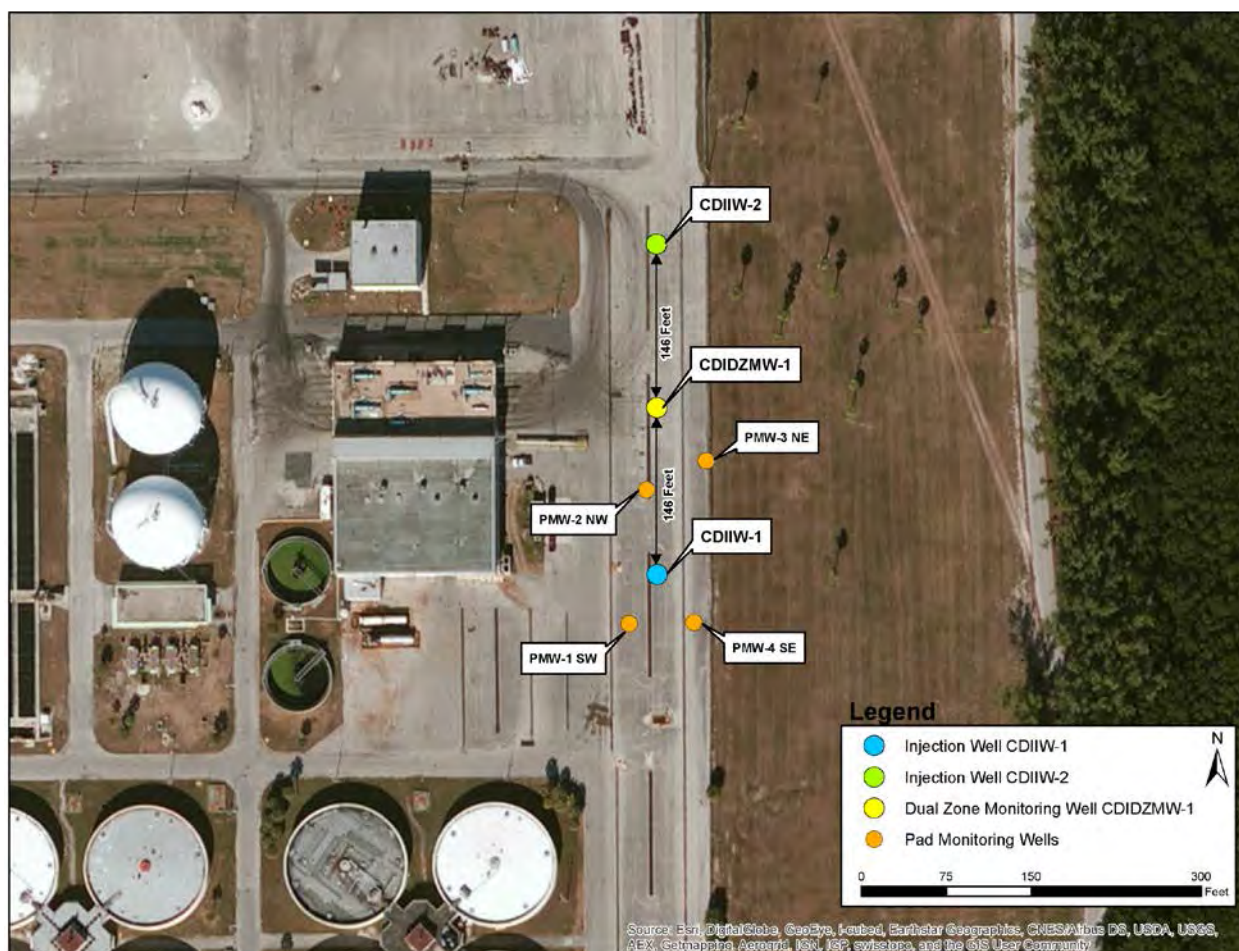 CDIIW-2
146 Feet
CDIDZMW-1
PMW-3 NE
146 Feet
PMW-2 NW
CDIIW-1
PMW-1 SW
PMW-4 SE
Legend
N
Injection Well CDIIW-1
Injection Well CDIIW-2
Dual Zone Monitoring Well CDIDZMW-1
Pad Monitoring Wells
0 75 150 300
Feet
Source: Esri, DigitalGlobe, GeoEye, i-cubed, Earthstar Geographics, CNES/Airbus DS, USDA, USGS,
AEX, Getmapping, Aerogrid, IGN, IGP, swisstopo, and the GIS User Community